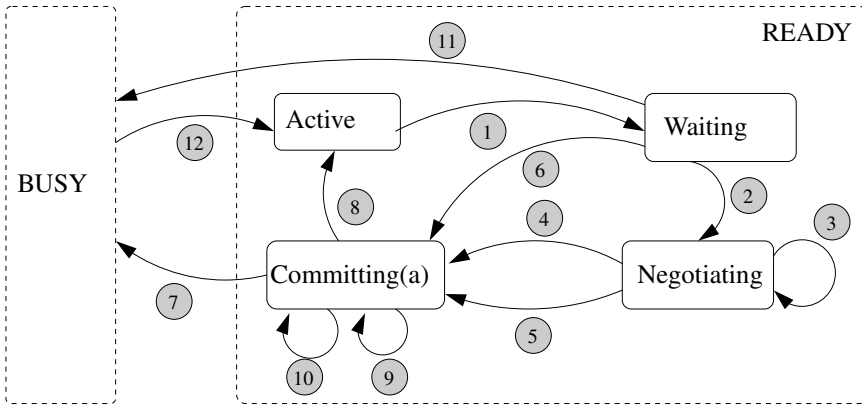 READY
11
Active
1
Waiting
12
6
BUSY
8
4
2
3
Committing(a)
Negotiating
7
5
10
9